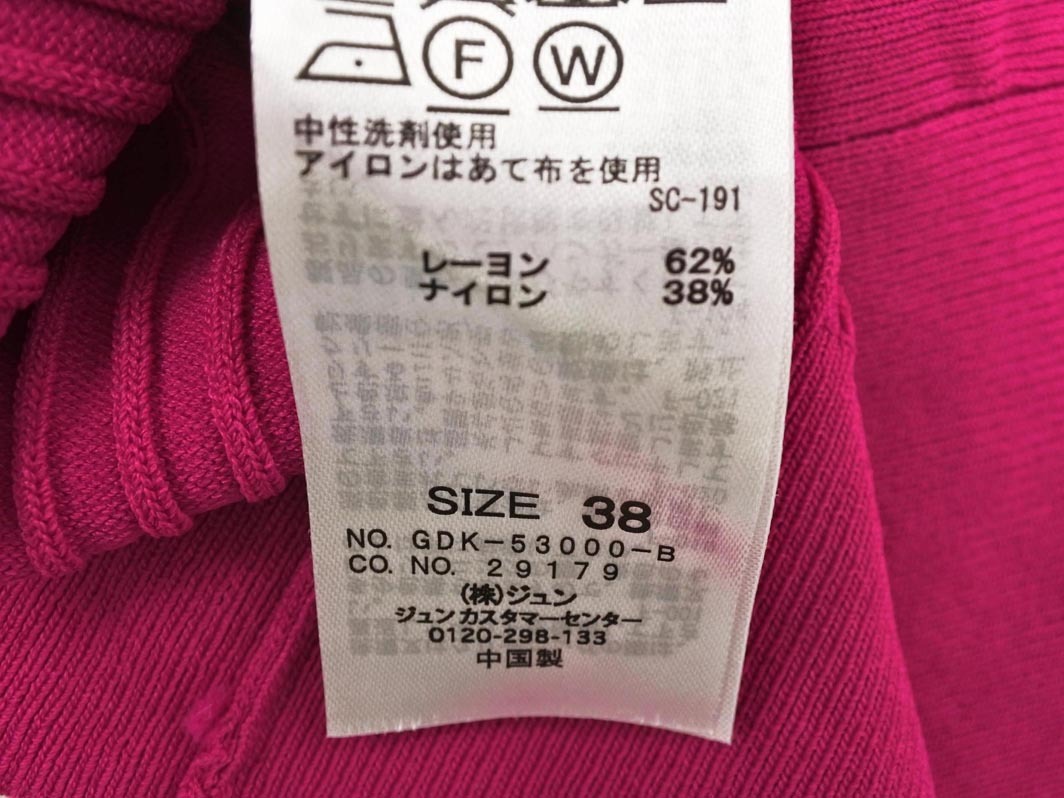 F W
中性洗剤使用
アイロンはあて布を使用
SC-191
レーヨン 62%
ナイロン 38%
SIZE 38
NO. GDK-53000-B
CO. NO. 29179
(株)ジュン
ジュンカスタマーセンター
0120-298-133
中国製